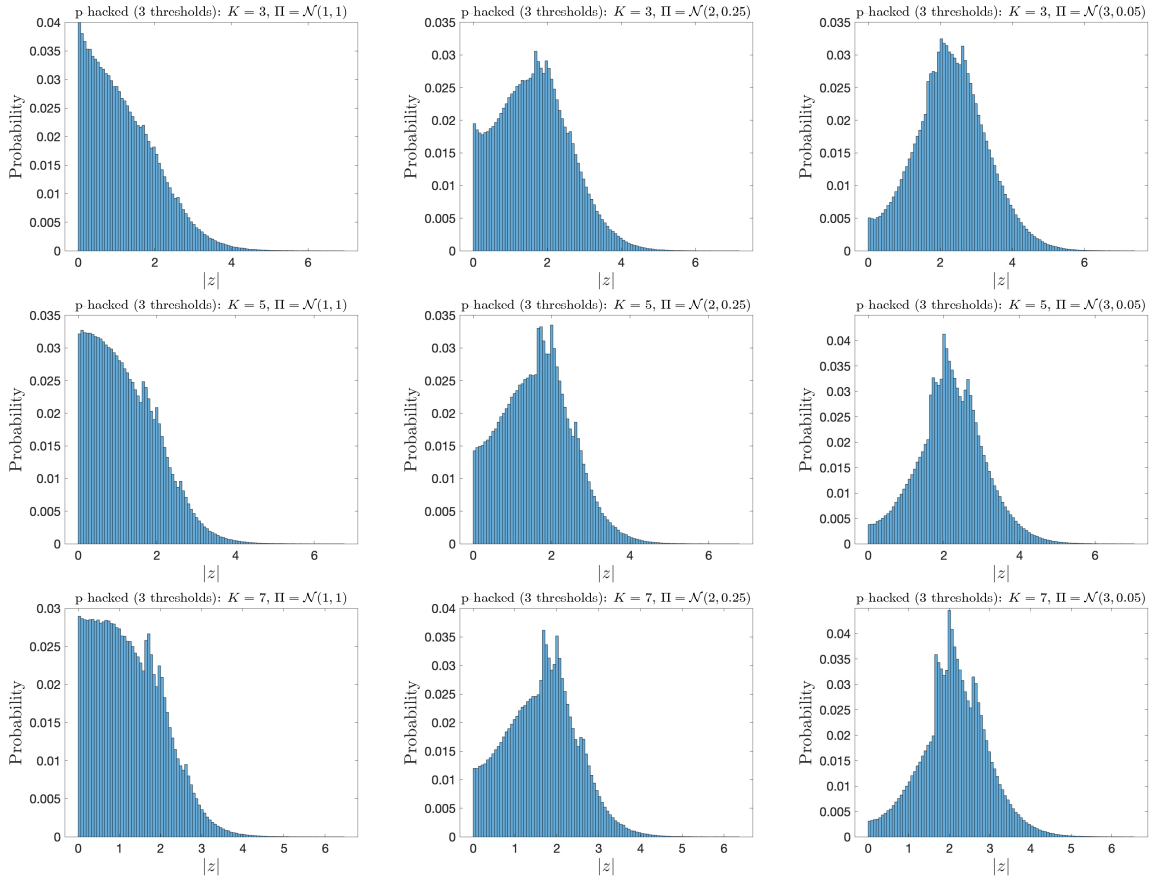 p hacked (3 thresholds): K = 3, Π = 𝒩(1, 1)
0.04
0.035
0.03
0.025
0.02
0.015
0.01
0.005
0
Probability
0 2 4 6
|z|
p hacked (3 thresholds): K = 3, Π = 𝒩(2, 0.25)
0.035
0.03
0.025
0.02
0.015
0.01
0.005
0
Probability
0 2 4 6
|z|
p hacked (3 thresholds): K = 3, Π = 𝒩(3, 0.05)
0.035
0.03
0.025
0.02
0.015
0.01
0.005
0
Probability
0 2 4 6
|z|
p hacked (3 thresholds): K = 5, Π = 𝒩(1, 1)
0.035
0.03
0.025
0.02
0.015
0.01
0.005
0
Probability
0 2 4 6
|z|
p hacked (3 thresholds): K = 5, Π = 𝒩(2, 0.25)
0.035
0.03
0.025
0.02
0.015
0.01
0.005
0
Probability
0 2 4 6
|z|
p hacked (3 thresholds): K = 5, Π = 𝒩(3, 0.05)
0.04
0.035
0.03
0.025
0.02
0.015
0.01
0.005
0
Probability
0 2 4 6
|z|
p hacked (3 thresholds): K = 7, Π = 𝒩(1, 1)
0.03
0.025
0.02
0.015
0.01
0.005
0
Probability
0 1 2 3 4 5 6
|z|
p hacked (3 thresholds): K = 7, Π = 𝒩(2, 0.25)
0.04
0.035
0.03
0.025
0.02
0.015
0.01
0.005
0
Probability
0 1 2 3 4 5 6
|z|
p hacked (3 thresholds): K = 7, Π = 𝒩(3, 0.05)
0.04
0.035
0.03
0.025
0.02
0.015
0.01
0.005
0
Probability
0 1 2 3 4 5 6
|z|